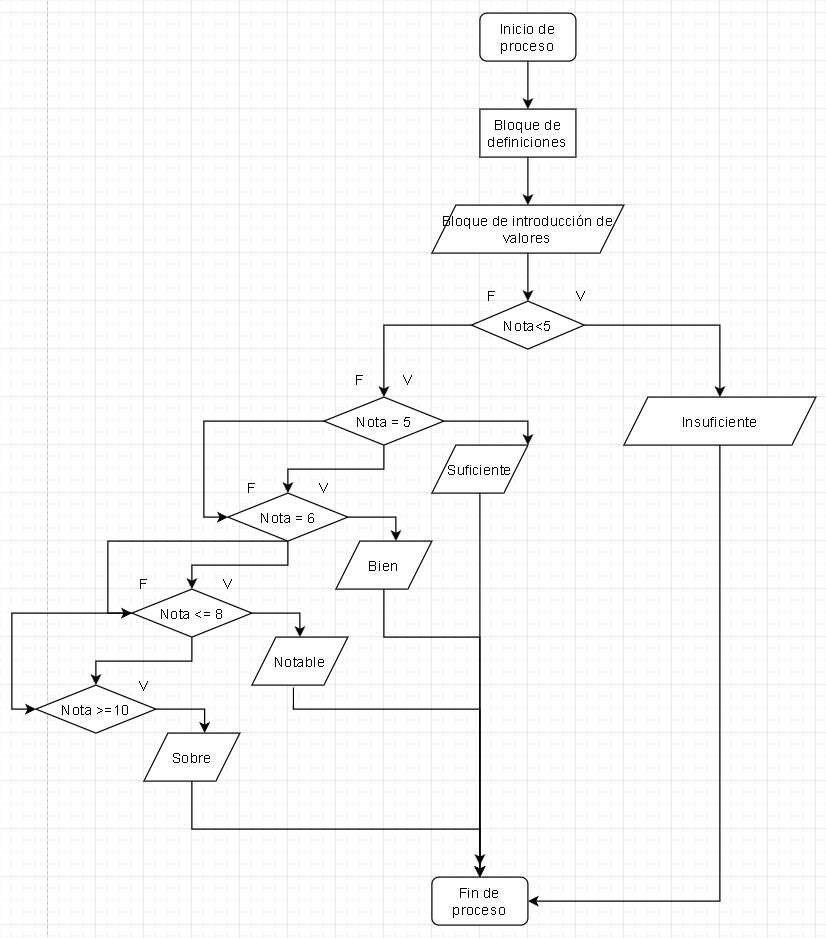 Inicio de
proceso
Bloque de
definiciones
Bloque de introducción de
valores
F
V
Nota<5
F
V
Nota = 5
Insuficiente
Suficiente
F
V
Nota = 6
Bien
F
V
Nota <= 8
Notable
V
Nota >=10
Sobre
Fin de
proceso